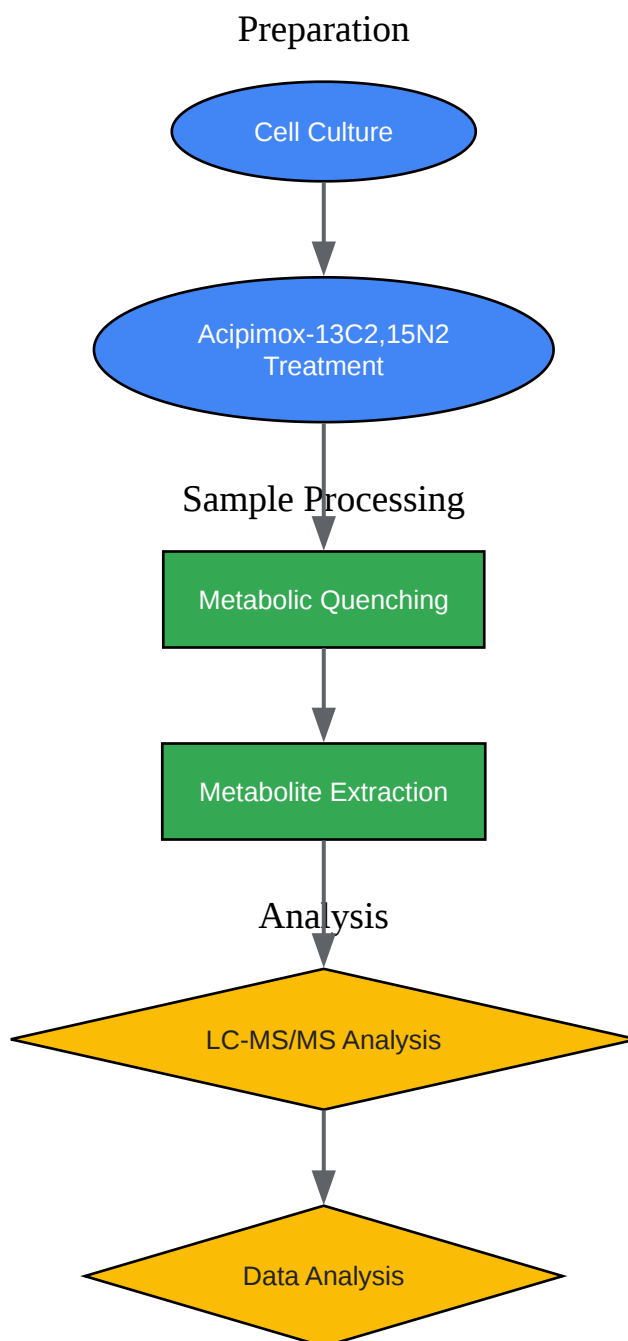 Preparation
Cell Culture
Acipimox-13C2,15N2
Treatment
Sample Processing
Metabolic Quenching
Metabolite Extraction
Analysis
LC-MS/MS Analysis
Data Analysis